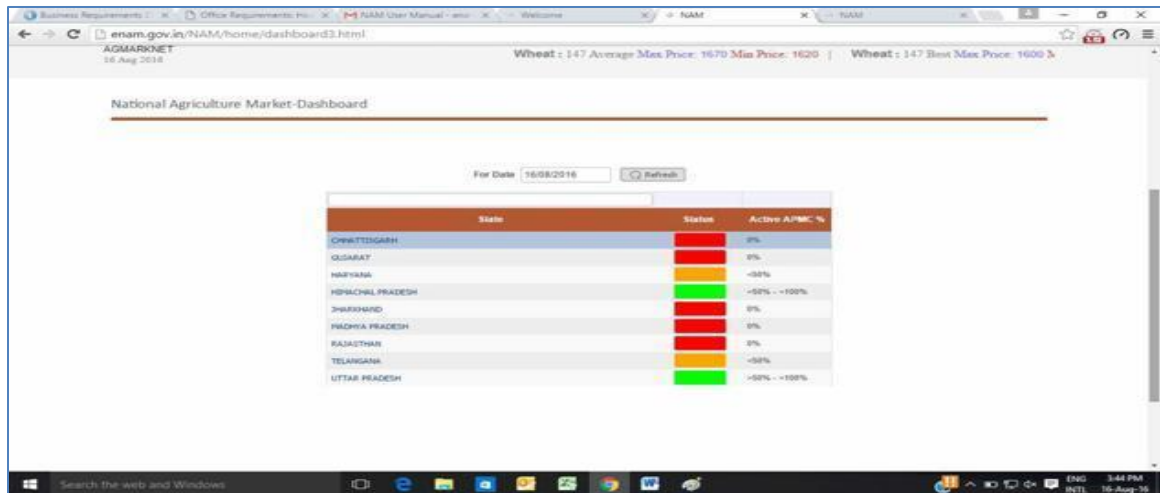 Business Requirements
Office Requirements
NAM User Manual - 
Welcome
NAM
NAM
enam.gov.in/NAM/home/dashboard3.html
AGMARKNET
16 Aug 2016
Wheat : 147 Average Max Price: 1670 Min Price: 1620 | Wheat : 147 Best Max Price: 1600 M
National Agriculture Market-Dashboard
For Date 16/08/2016 Refresh
State Status Active APMC %
CHHATTISGARH 0%
GUJARAT 0%
HARYANA <50%
HIMACHAL PRADESH >50% - <100%
JHARKHAND 0%
MADHYA PRADESH 0%
RAJASTHAN 0%
TELANGANA <50%
UTTAR PRADESH >50% - <100%
Search the web and Windows
ENG 3:44 PM
INTL 16-Aug-16